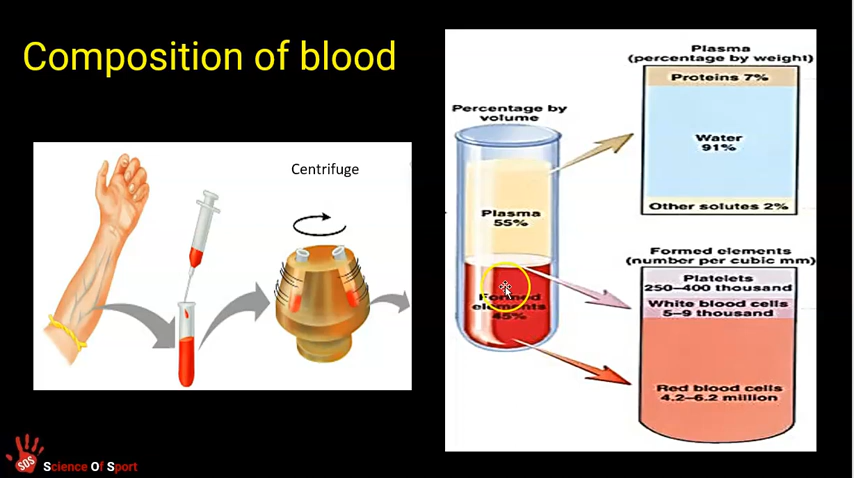 Composition of blood
Centrifuge
Percentage by
volume
Plasma
55%
Formed
elements
45%
Plasma
(percentage by weight)
Proteins 7%
Water
91%
Other solutes 2%
Formed elements
(number per cubic mm)
Platelets
250–400 thousand
White blood cells
5–9 thousand
Red blood cells
4.2–6.2 million
SOS
Science Of Sport